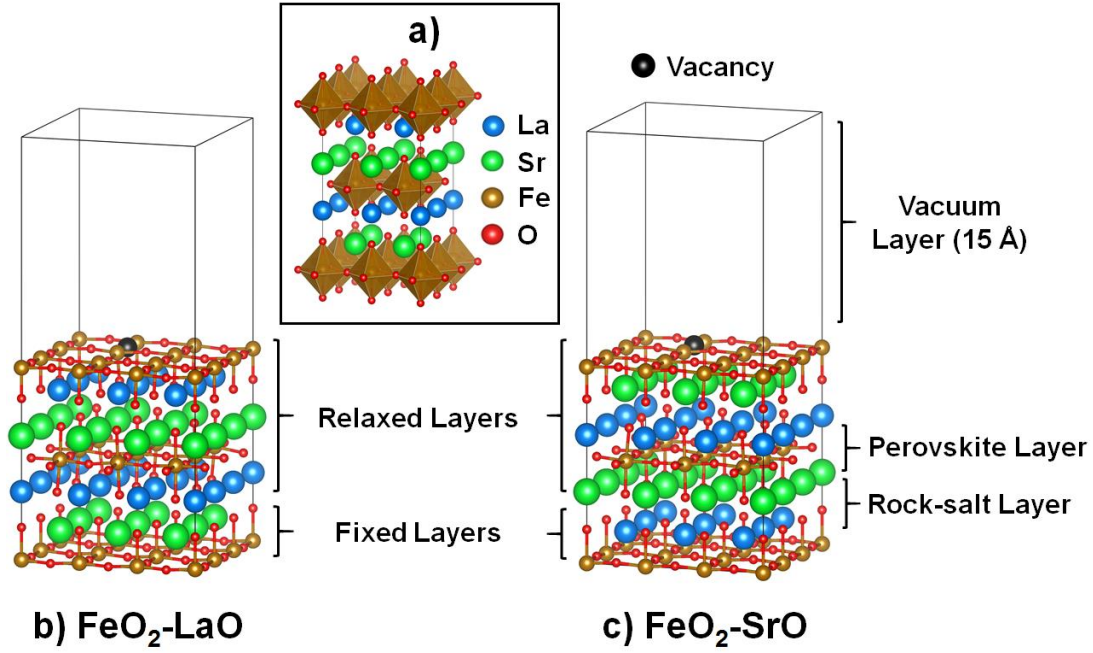 a)
Vacancy
La
Sr
Fe
O
Vacuum
Layer (15 Å)
Relaxed Layers
Perovskite Layer
Rock-salt Layer
Fixed Layers
b) FeO₂-LaO
c) FeO₂-SrO